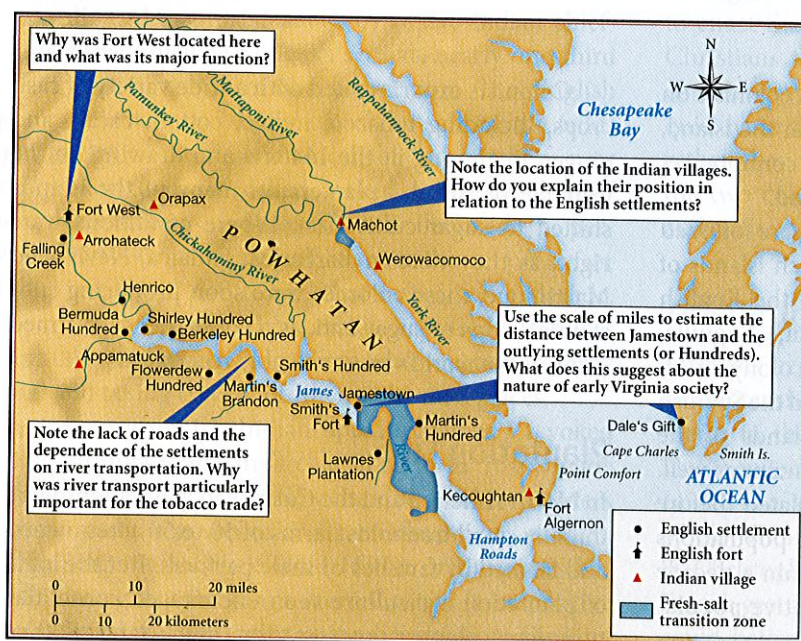 Why was Fort West located here
and what was its major function?
Pamunkey River
Mattaponi River
Rappahannock River
Chesapeake
Bay
N
W
E
S
Note the location of the Indian villages.
How do you explain their position in
relation to the English settlements?
Fort West
Orapax
Arrohateck
Falling
Creek
Chickahominy River
POWHATAN
Machot
Werowacomoco
York River
Henrico
Bermuda
Hundred
Shirley Hundred
Berkeley Hundred
Appamatuck
Flowerdew
Hundred
Martin's
Brandon
Smith's Hundred
James
River
Jamestown
Smith's
Fort
Martin's
Hundred
Lawnes
Plantation
Use the scale of miles to estimate the
distance between Jamestown and the
outlying settlements (or Hundreds).
What does this suggest about the
nature of early Virginia society?
Note the lack of roads and the
dependence of the settlements
on river transportation. Why
was river transport particularly
important for the tobacco trade?
Dale's Gift
Cape Charles
Smith Is.
Point Comfort
ATLANTIC
OCEAN
Kecoughtan
Fort
Algernon
Hampton
Roads
English settlement
English fort
Indian village
Fresh-salt
transition zone
0 10 20 miles
0 10 20 kilometers